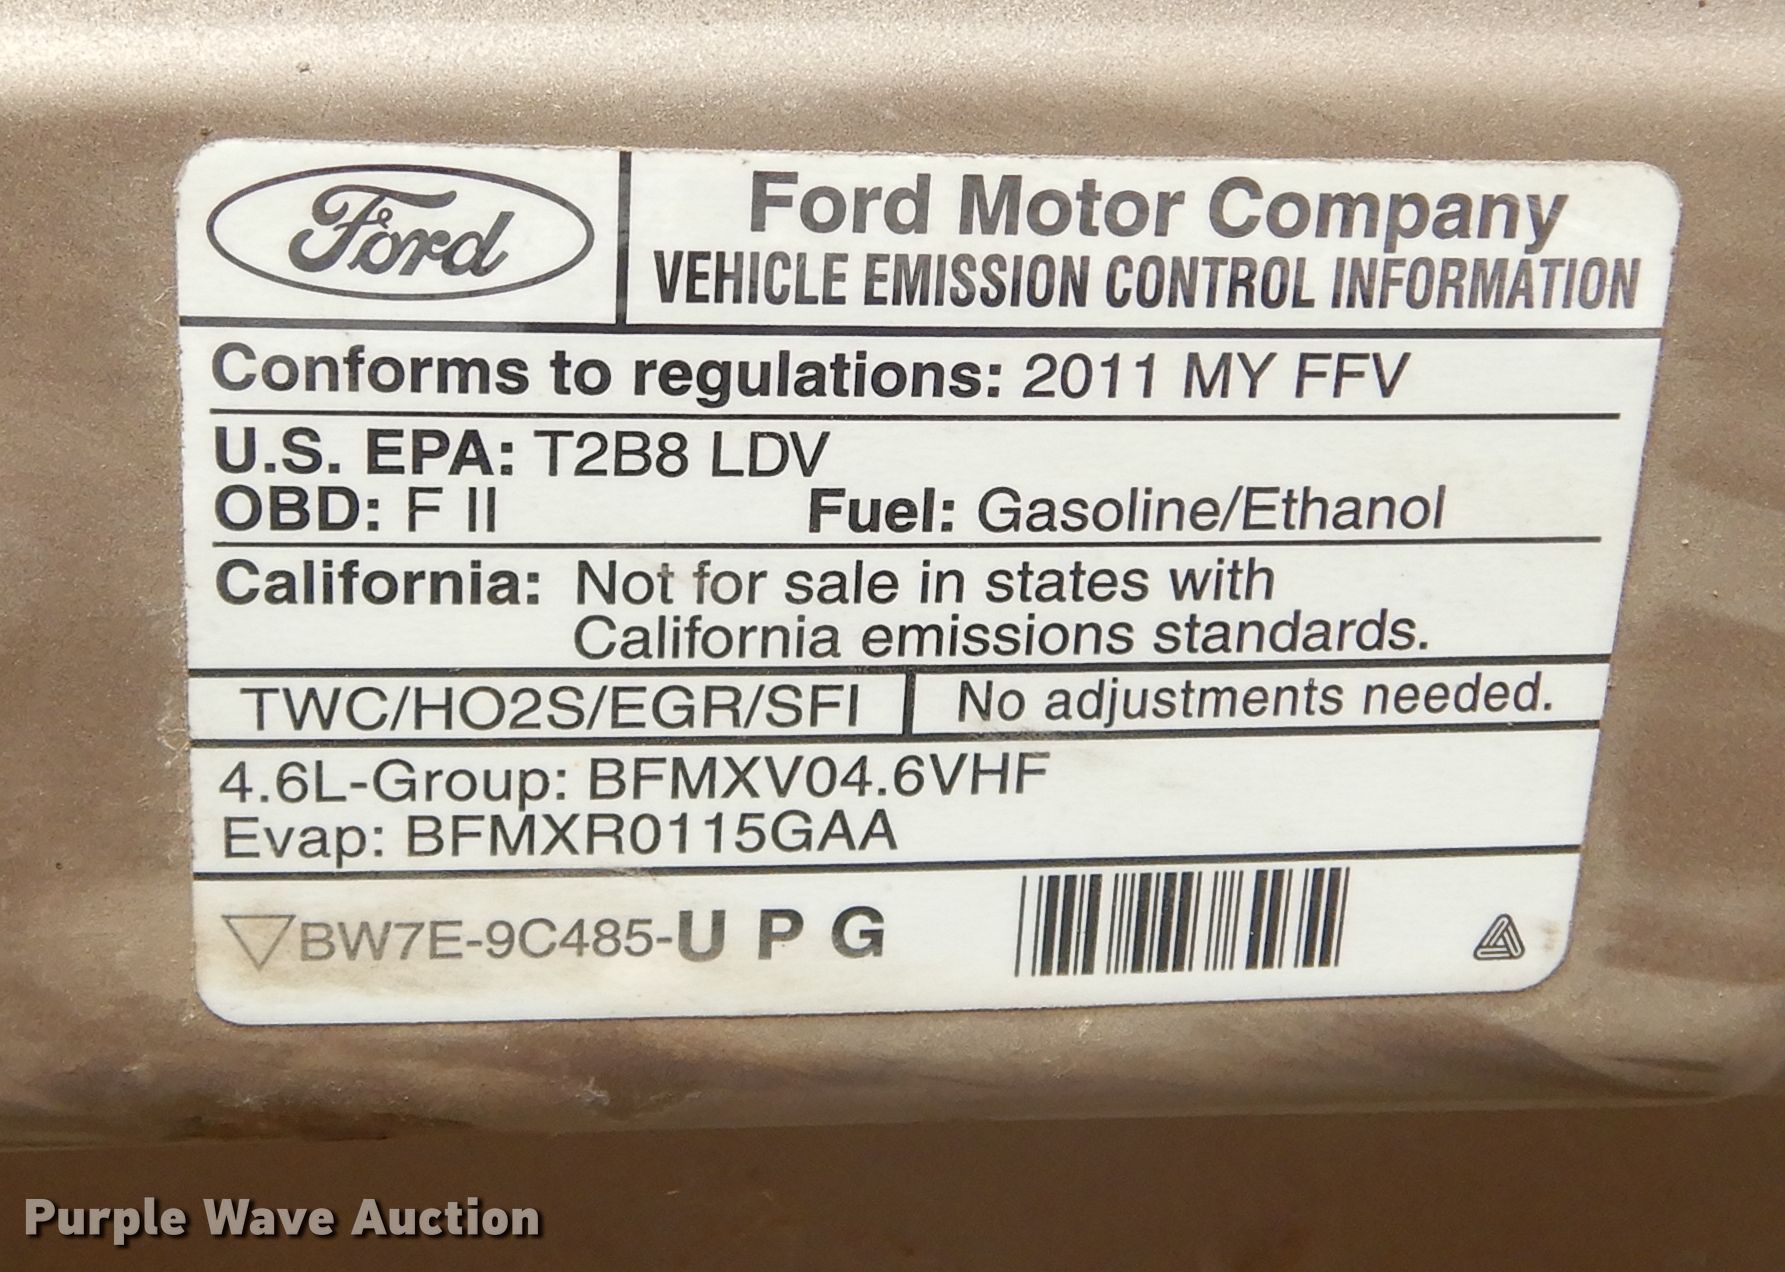 Ford
Ford Motor Company
VEHICLE EMISSION CONTROL INFORMATION
Conforms to regulations: 2011 MY FFV
U.S. EPA: T2B8 LDV
OBD: F II Fuel: Gasoline/Ethanol
California: Not for sale in states with
California emissions standards.
TWC/HO2S/EGR/SFI No adjustments needed.
4.6L-Group: BFMXV04.6VHF
Evap: BFMXR0115GAA
BW7E-9C485-U P G
Purple Wave Auction